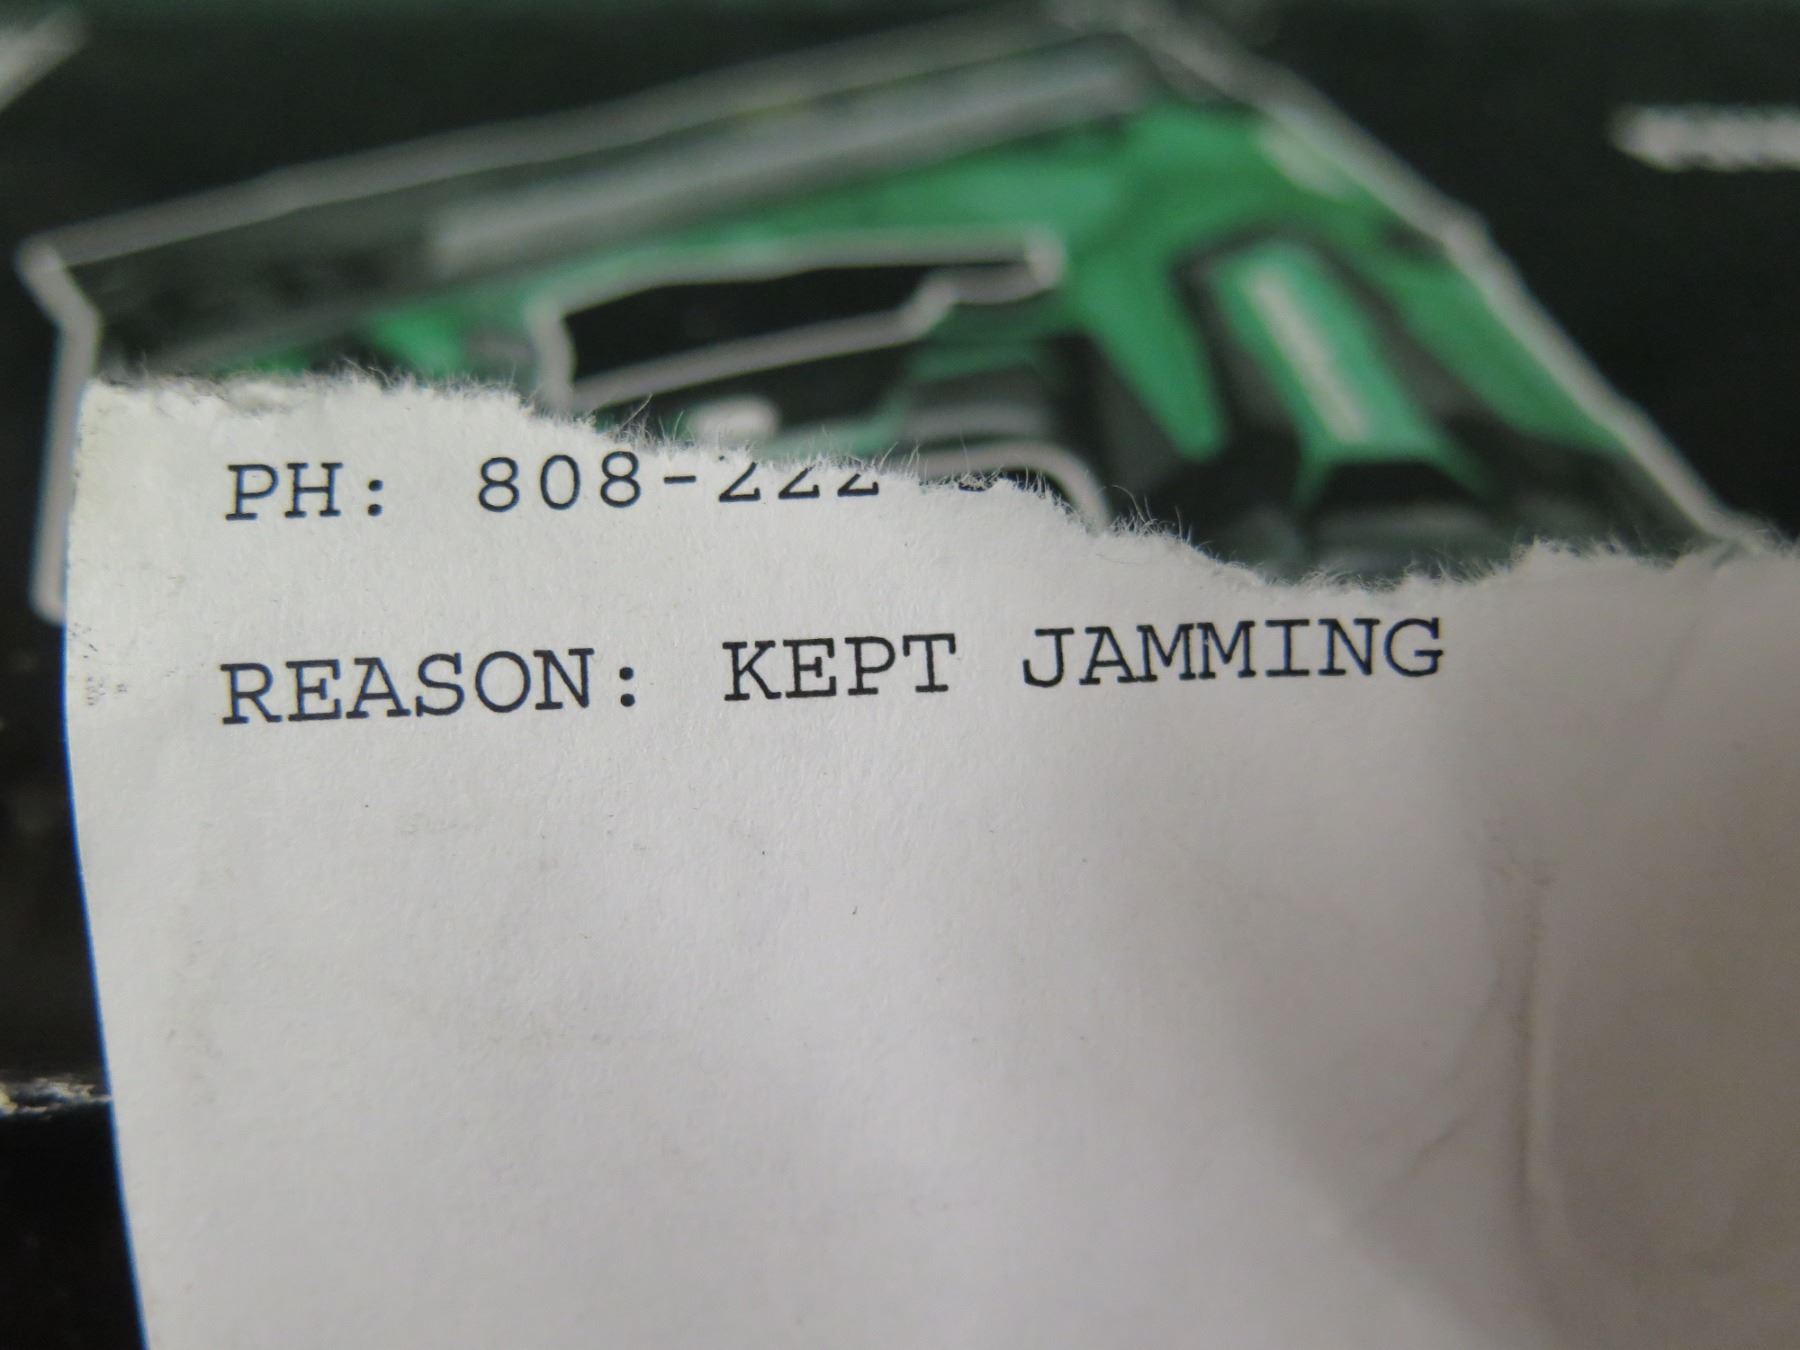 PH: 808-222
REASON: KEPT JAMMING